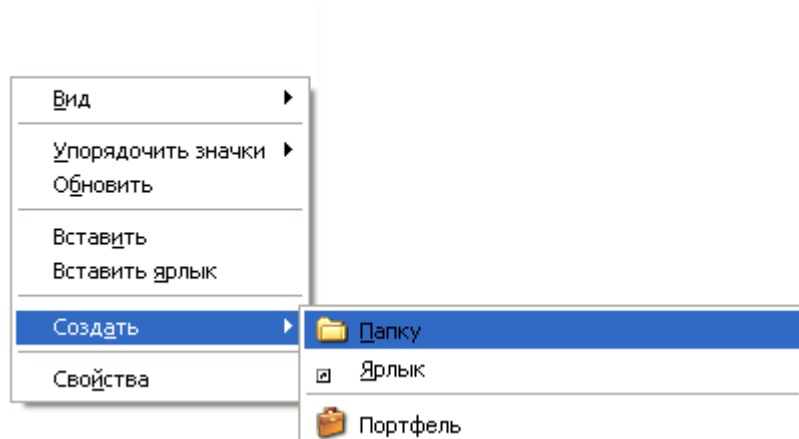 Вид
Упорядочить значки
Обновить
Вставить
Вставить ярлык
Создать
Папку
Ярлык
Свойства
Портфель